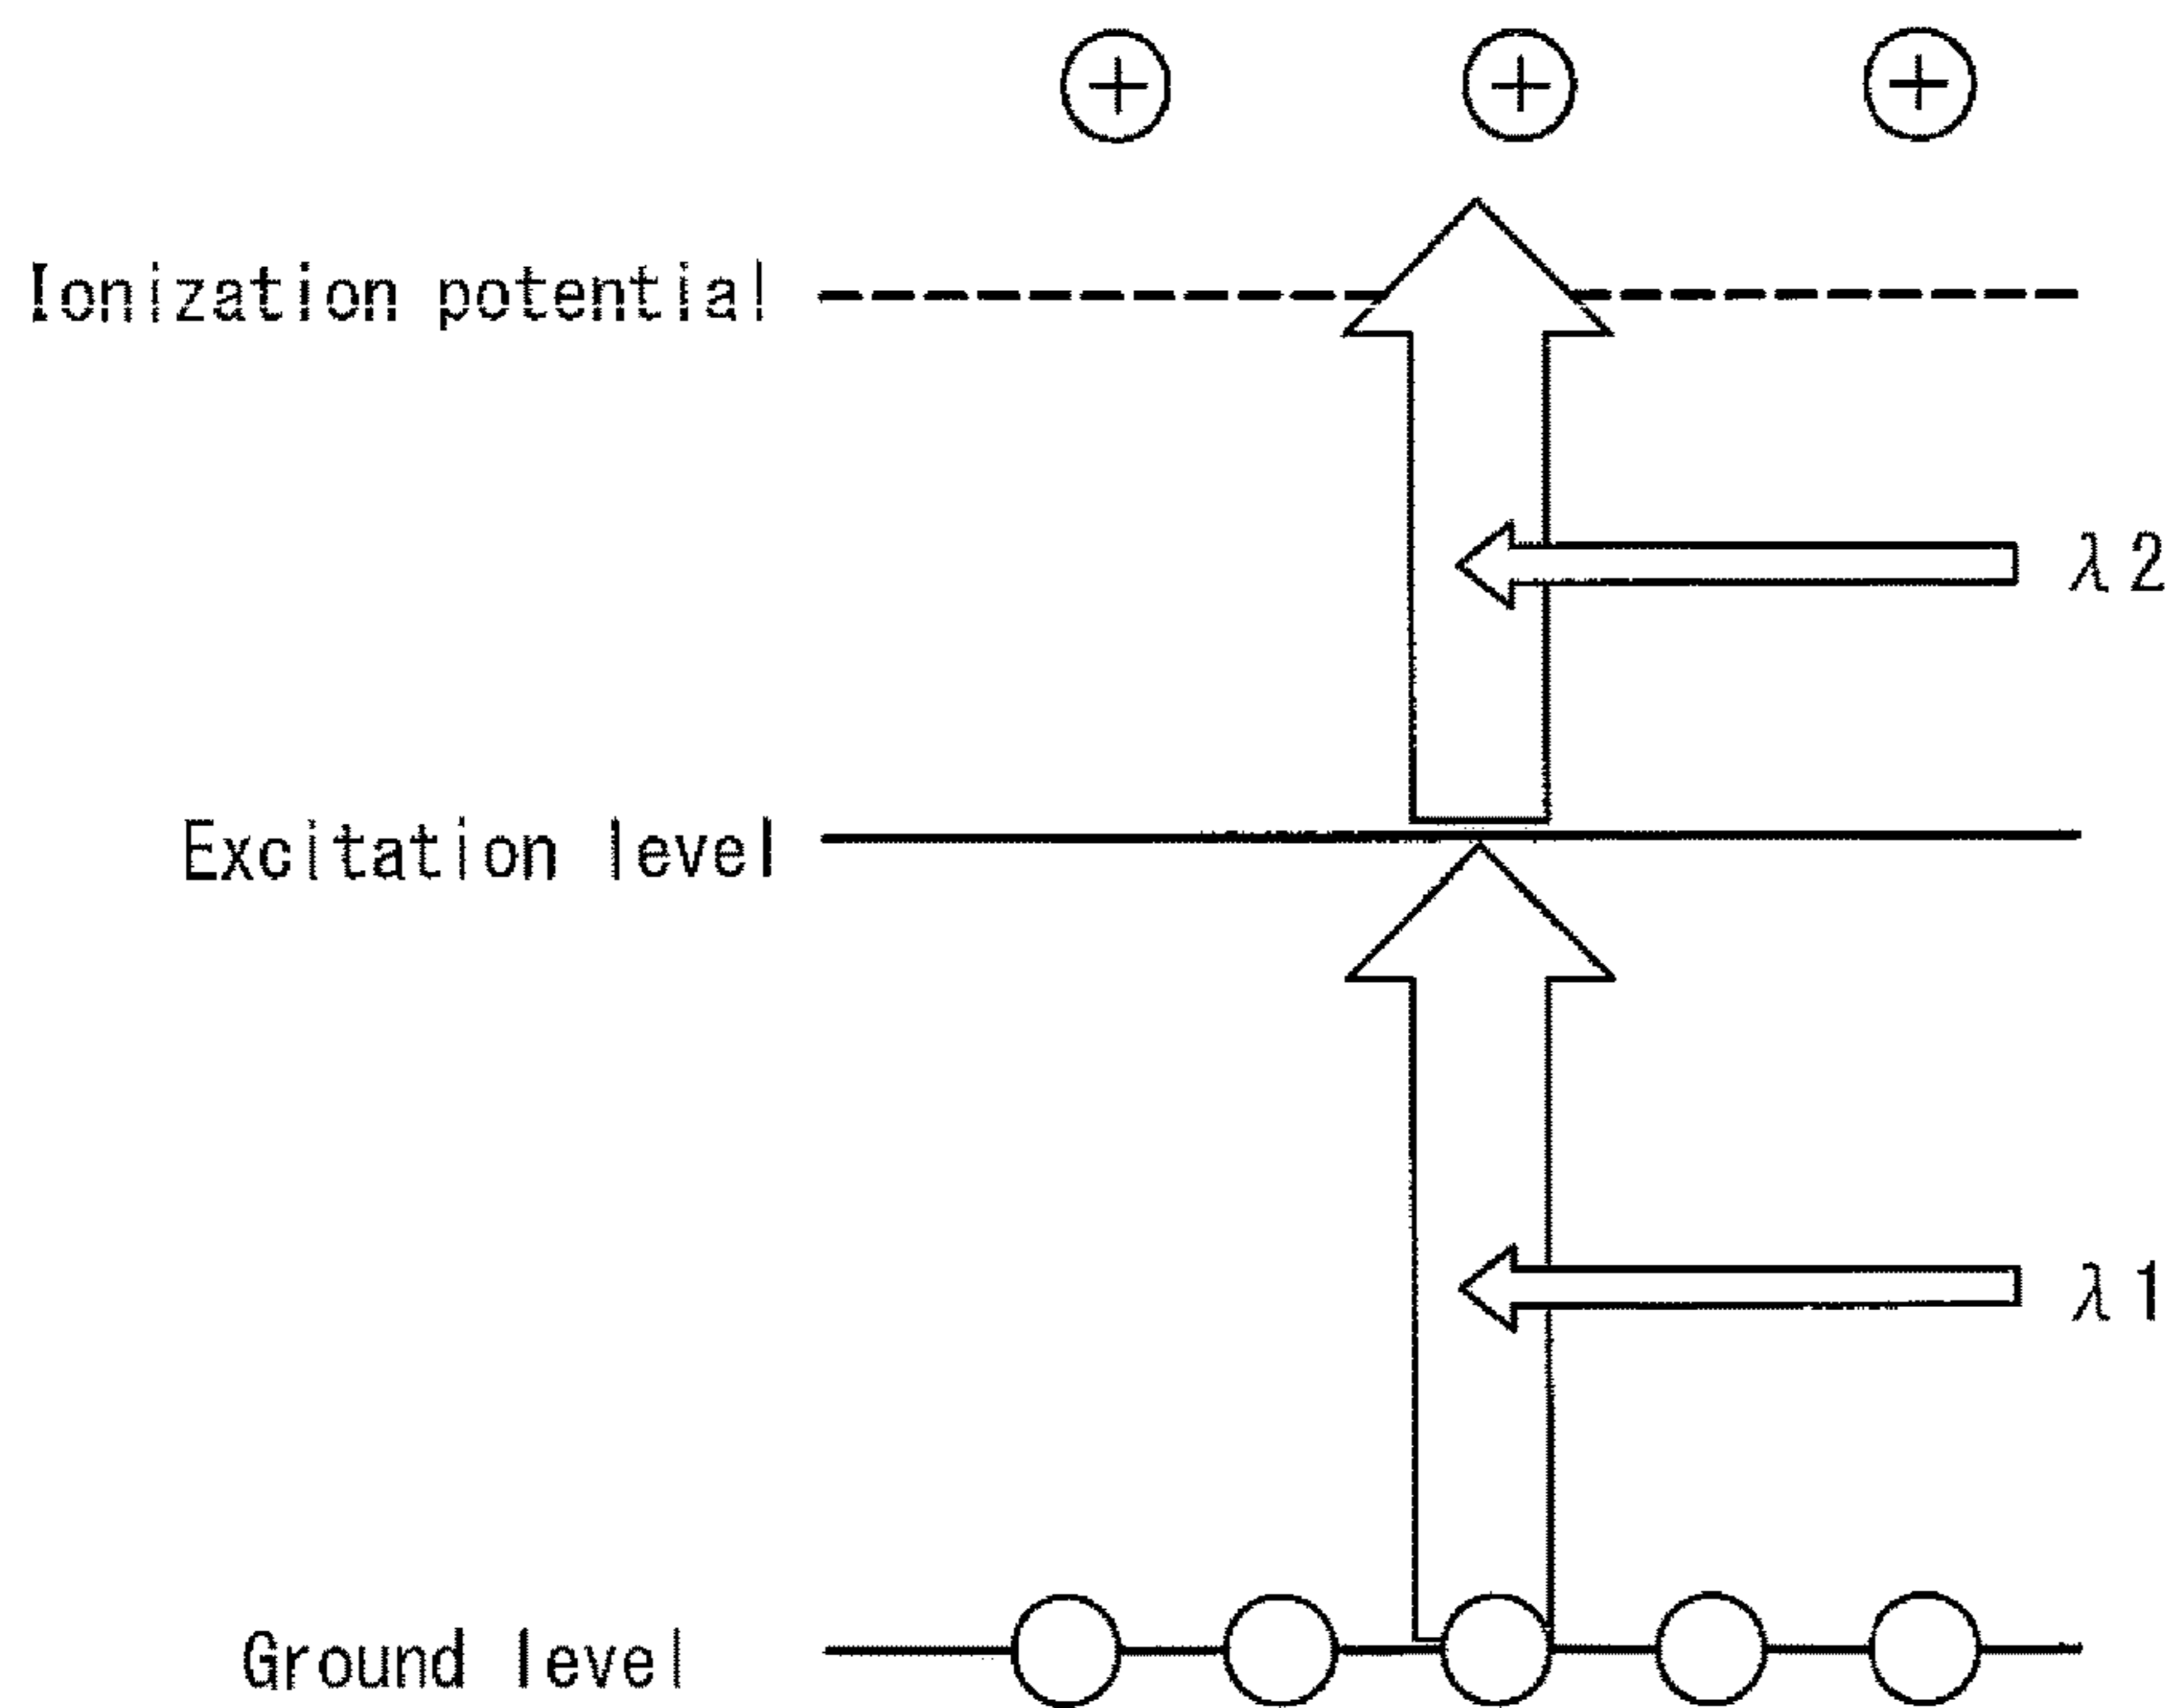 + + +
Ionization potential
λ2
Excitation level
λ1
Ground level